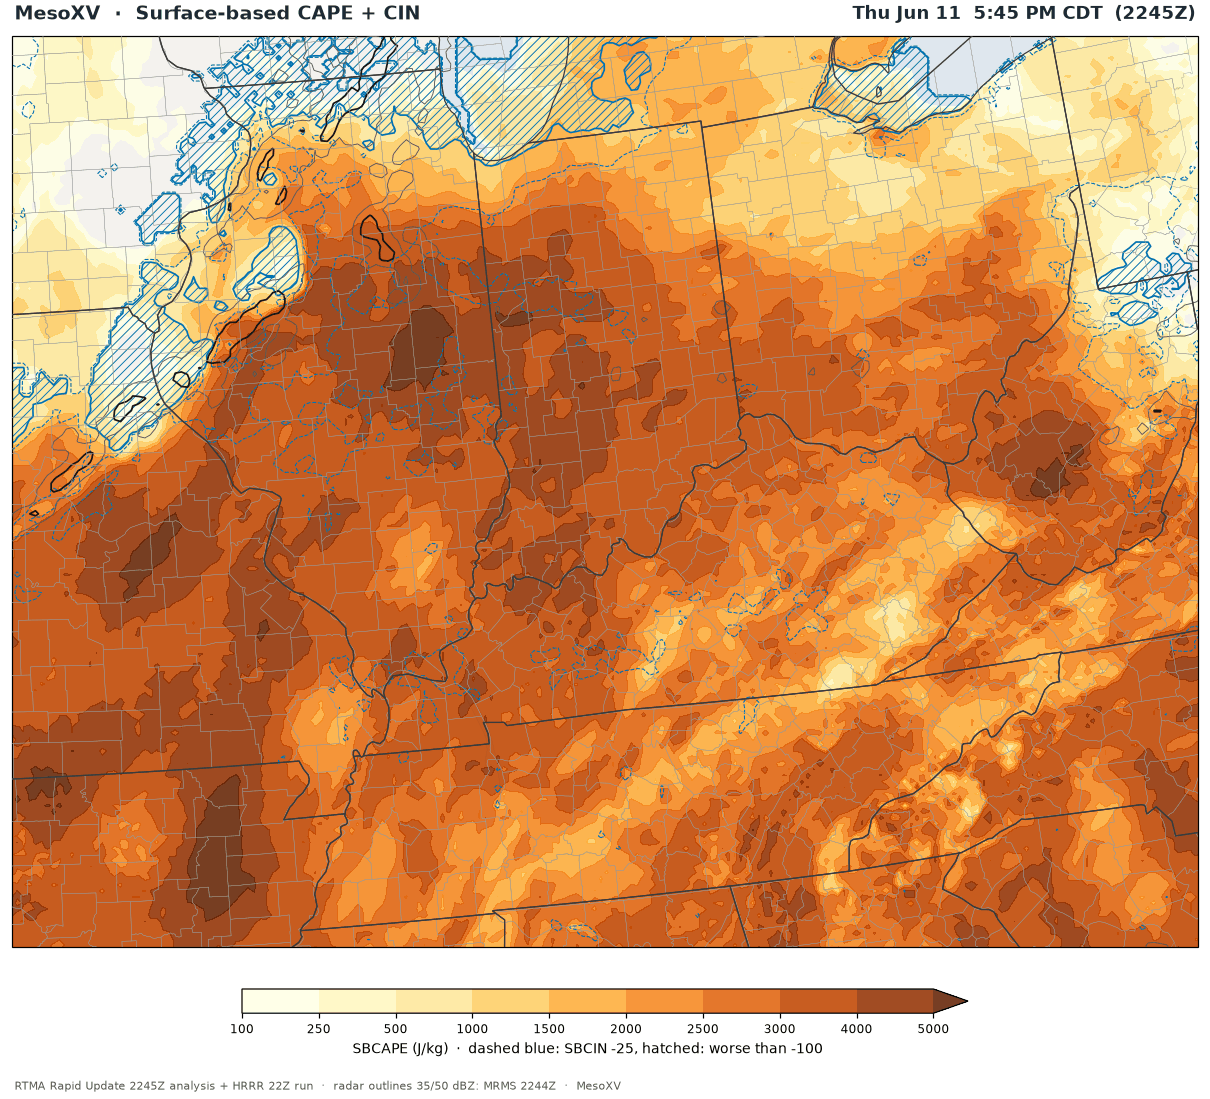 MesoXV · Surface-based CAPE + CIN
Thu Jun 11 5:45 PM CDT (2245Z)
100 250 500 1000 1500 2000 2500 3000 4000 5000
SBCAPE (J/kg) · dashed blue: SBCIN -25, hatched: worse than -100
RTMA Rapid Update 2245Z analysis + HRRR 22Z run · radar outlines 35/50 dBZ: MRMS 2244Z · MesoXV